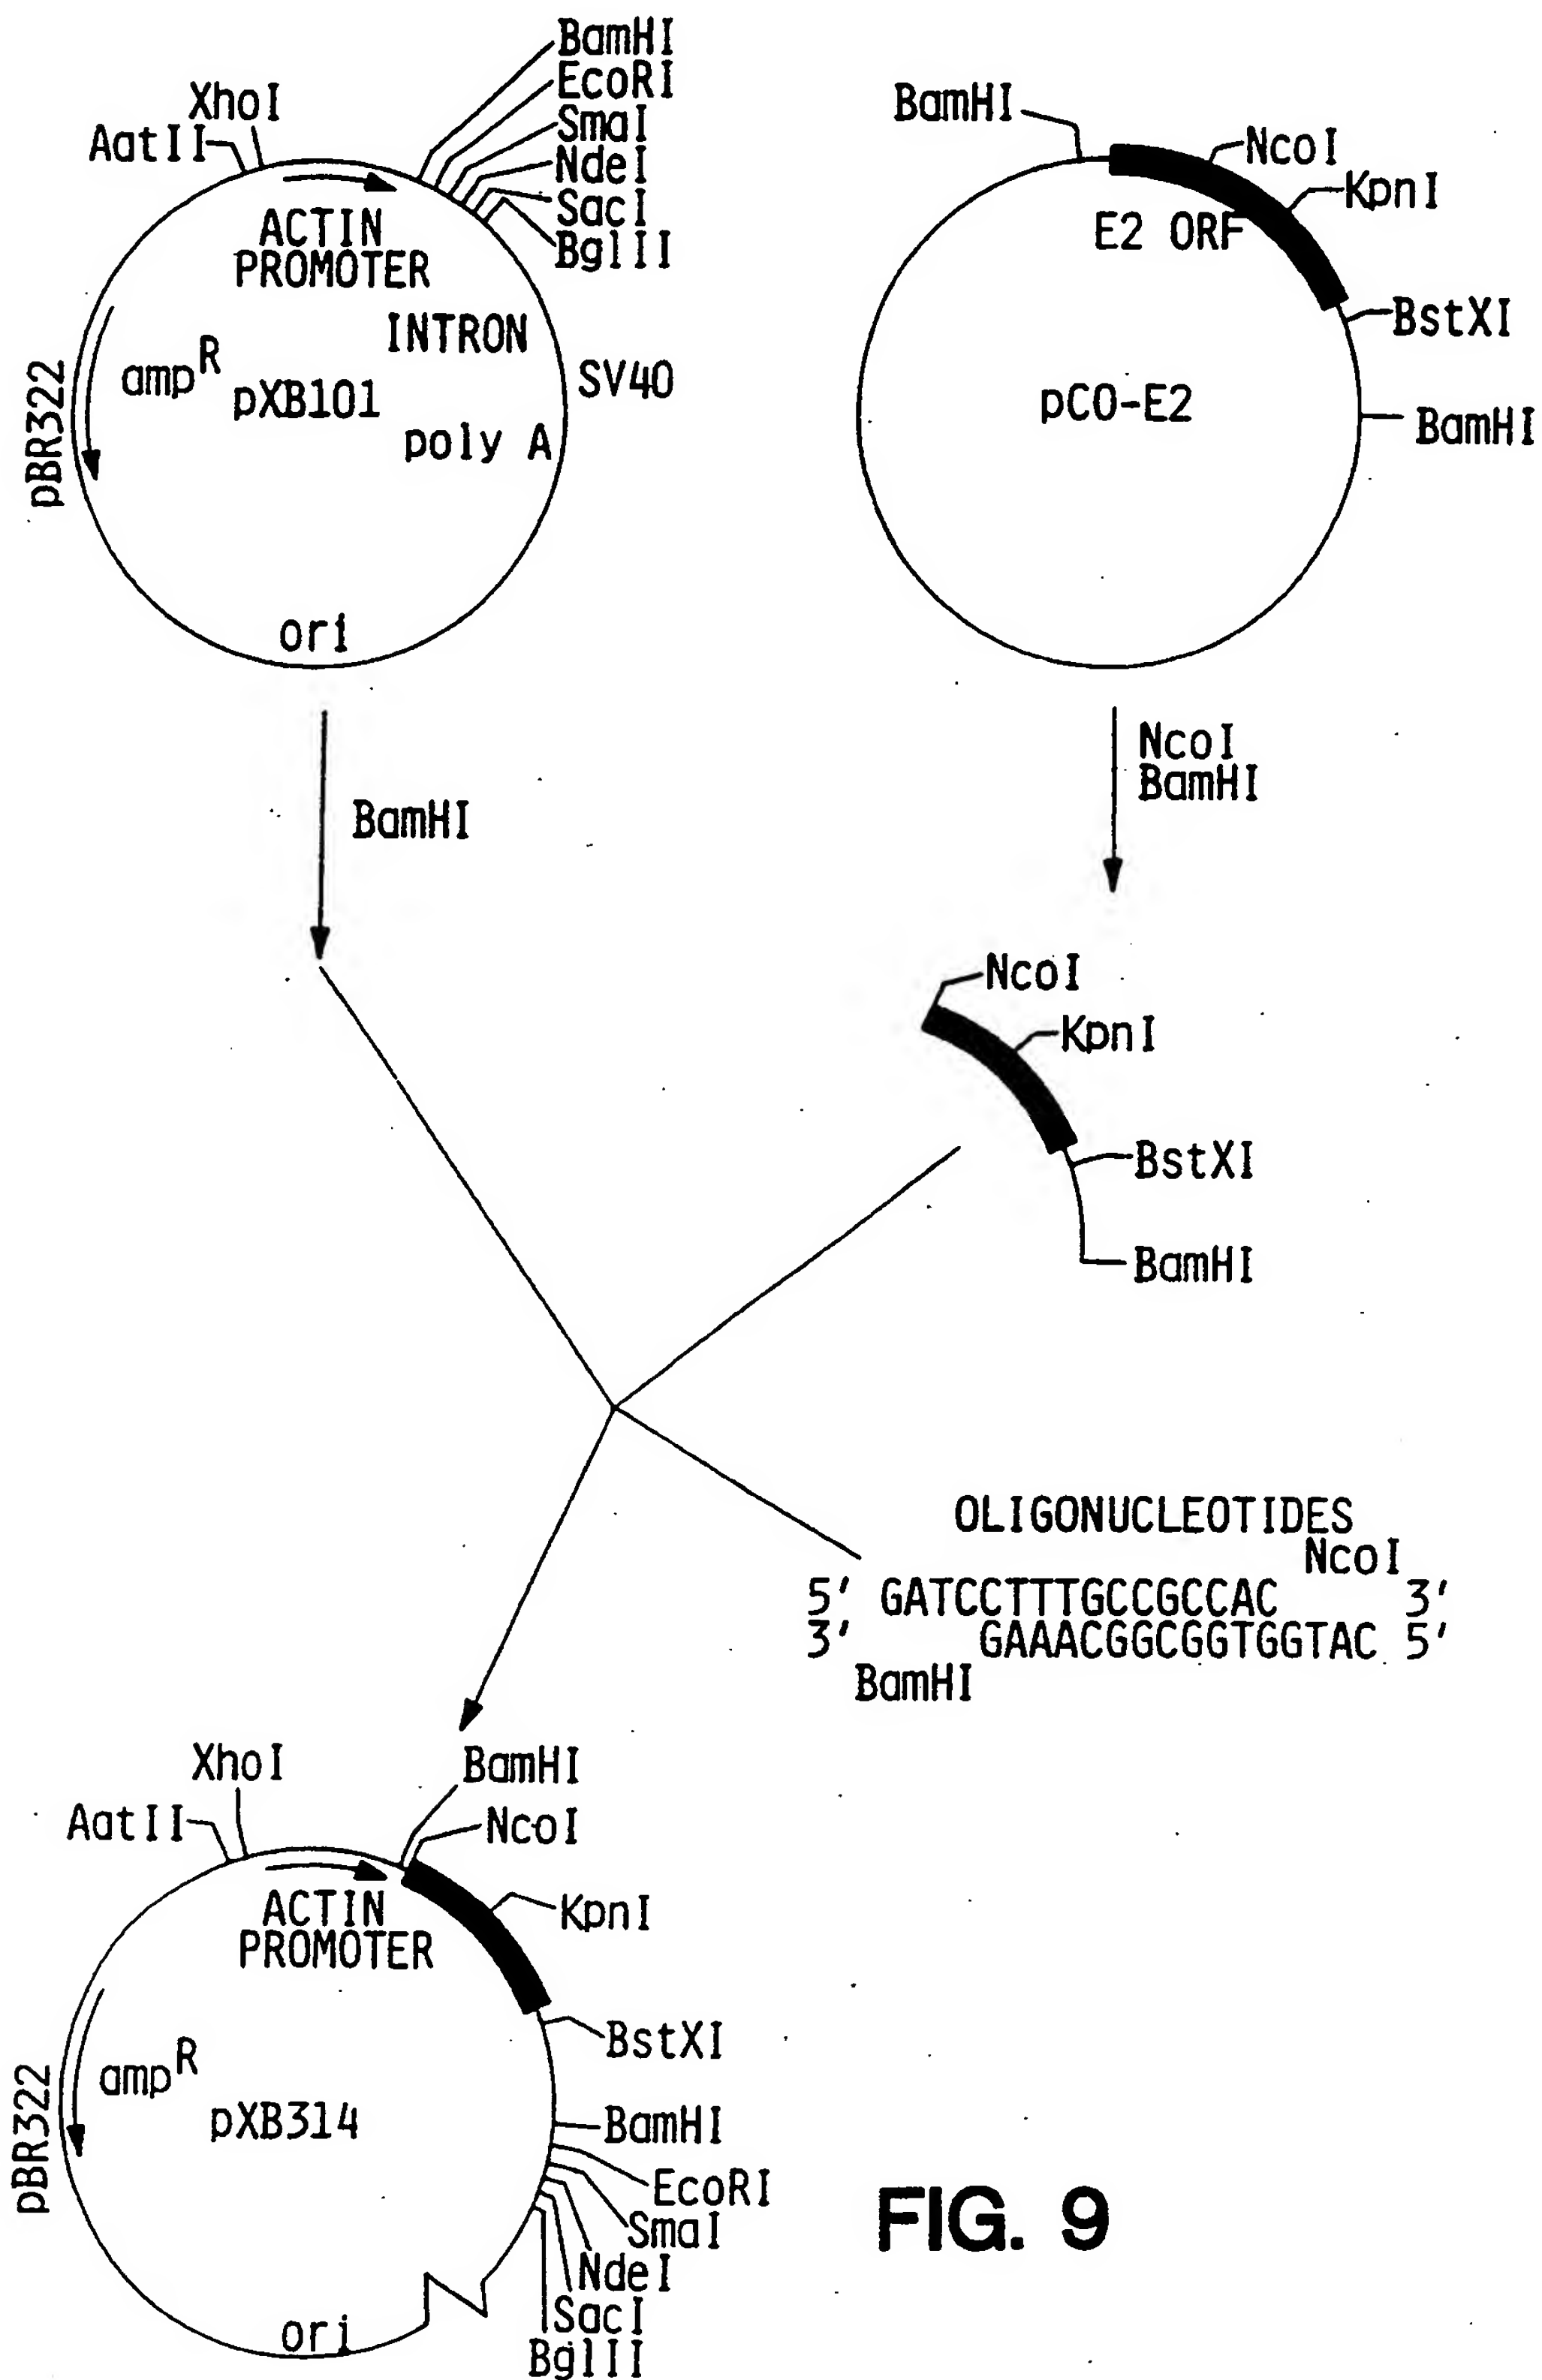 BamHI
EcoRI
SmaI
NdeI
SacI
BglII
XhoI
AatII
ACTIN
PROMOTER
INTRON
SV40
amp^R
pXB101
poly A
pBR322
ori
BamHI
NcoI
KpnI
E2 ORF
BstXI
pCO-E2
BamHI
BamHI
NcoI
BamHI
NcoI
KpnI
BstXI
BamHI
OLIGONUCLEOTIDES
NcoI
5' GATCCTTTGCCGCCAC 3'
3' GAAACGGCGGTGGTAC 5'
BamHI
XhoI
AatII
BamHI
NcoI
ACTIN
PROMOTER
KpnI
BstXI
amp^R
pXB314
pBR322
BamHI
EcoRI
SmaI
NdeI
SacI
BglII
ori
FIG. 9